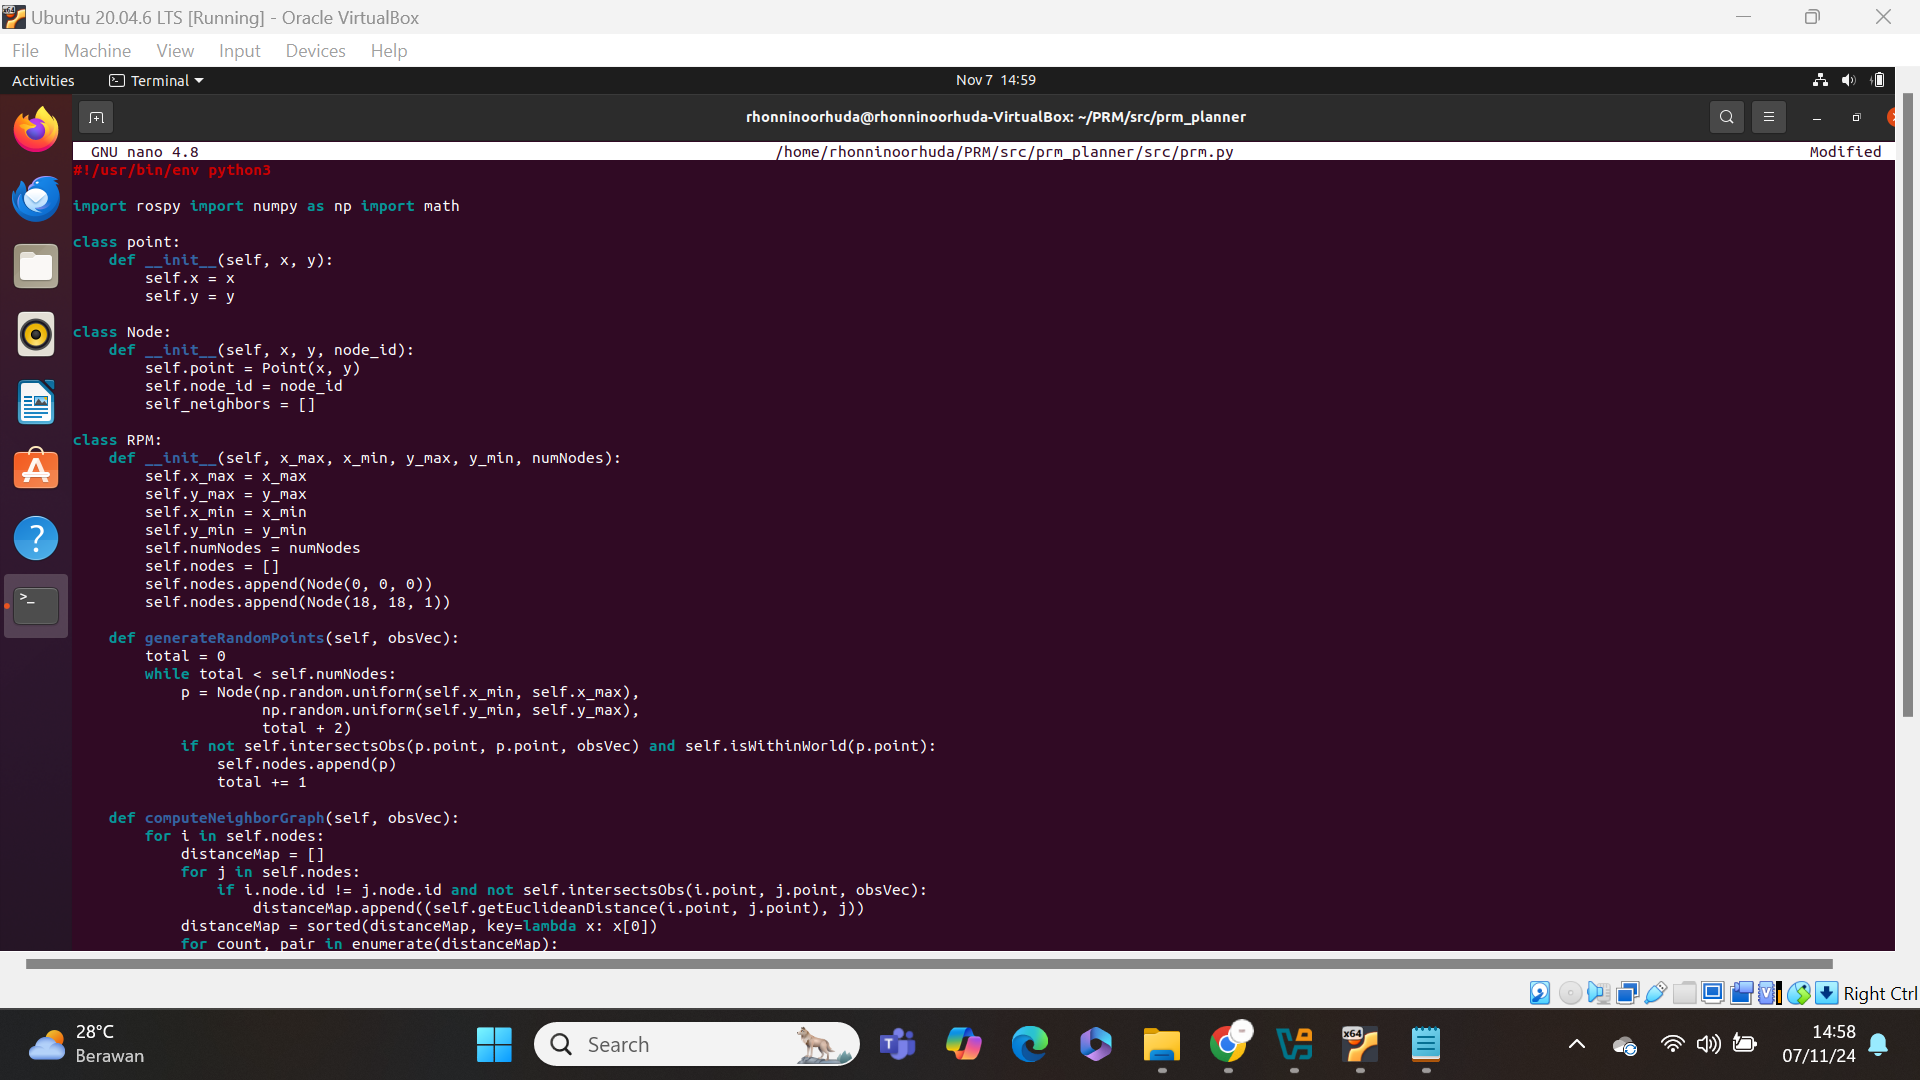 Ubuntu 20.04.6 LTS [Running] - Oracle VirtualBox
File Machine View Input Devices Help
Activities Terminal Nov 7 14:59
rhonninoorhuda@rhonninoorhuda-VirtualBox: ~/PRM/src/prm_planner
GNU nano 4.8 /home/rhonninoorhuda/PRM/src/prm_planner/src/prm.py Modified
#!/usr/bin/env python3
import rospy import numpy as np import math
class point:
    def __init__(self, x, y):
        self.x = x
        self.y = y
class Node:
    def __init__(self, x, y, node_id):
        self.point = Point(x, y)
        self.node_id = node_id
        self_neighbors = []
class RPM:
    def __init__(self, x_max, x_min, y_max, y_min, numNodes):
        self.x_max = x_max
        self.y_max = y_max
        self.x_min = x_min
        self.y_min = y_min
        self.numNodes = numNodes
        self.nodes = []
        self.nodes.append(Node(0, 0, 0))
        self.nodes.append(Node(18, 18, 1))
    def generateRandomPoints(self, obsVec):
        total = 0
        while total < self.numNodes:
            p = Node(np.random.uniform(self.x_min, self.x_max),
                     np.random.uniform(self.y_min, self.y_max),
                     total + 2)
            if not self.intersectsObs(p.point, p.point, obsVec) and self.isWithinWorld(p.point):
                self.nodes.append(p)
                total += 1
    def computeNeighborGraph(self, obsVec):
        for i in self.nodes:
            distanceMap = []
            for j in self.nodes:
                if i.node.id != j.node.id and not self.intersectsObs(i.point, j.point, obsVec):
                    distanceMap.append((self.getEuclideanDistance(i.point, j.point), j))
            distanceMap = sorted(distanceMap, key=lambda x: x[0])
            for count, pair in enumerate(distanceMap):
Right Ctrl
28°C
Berawan
Search
x64
14:58
07/11/24